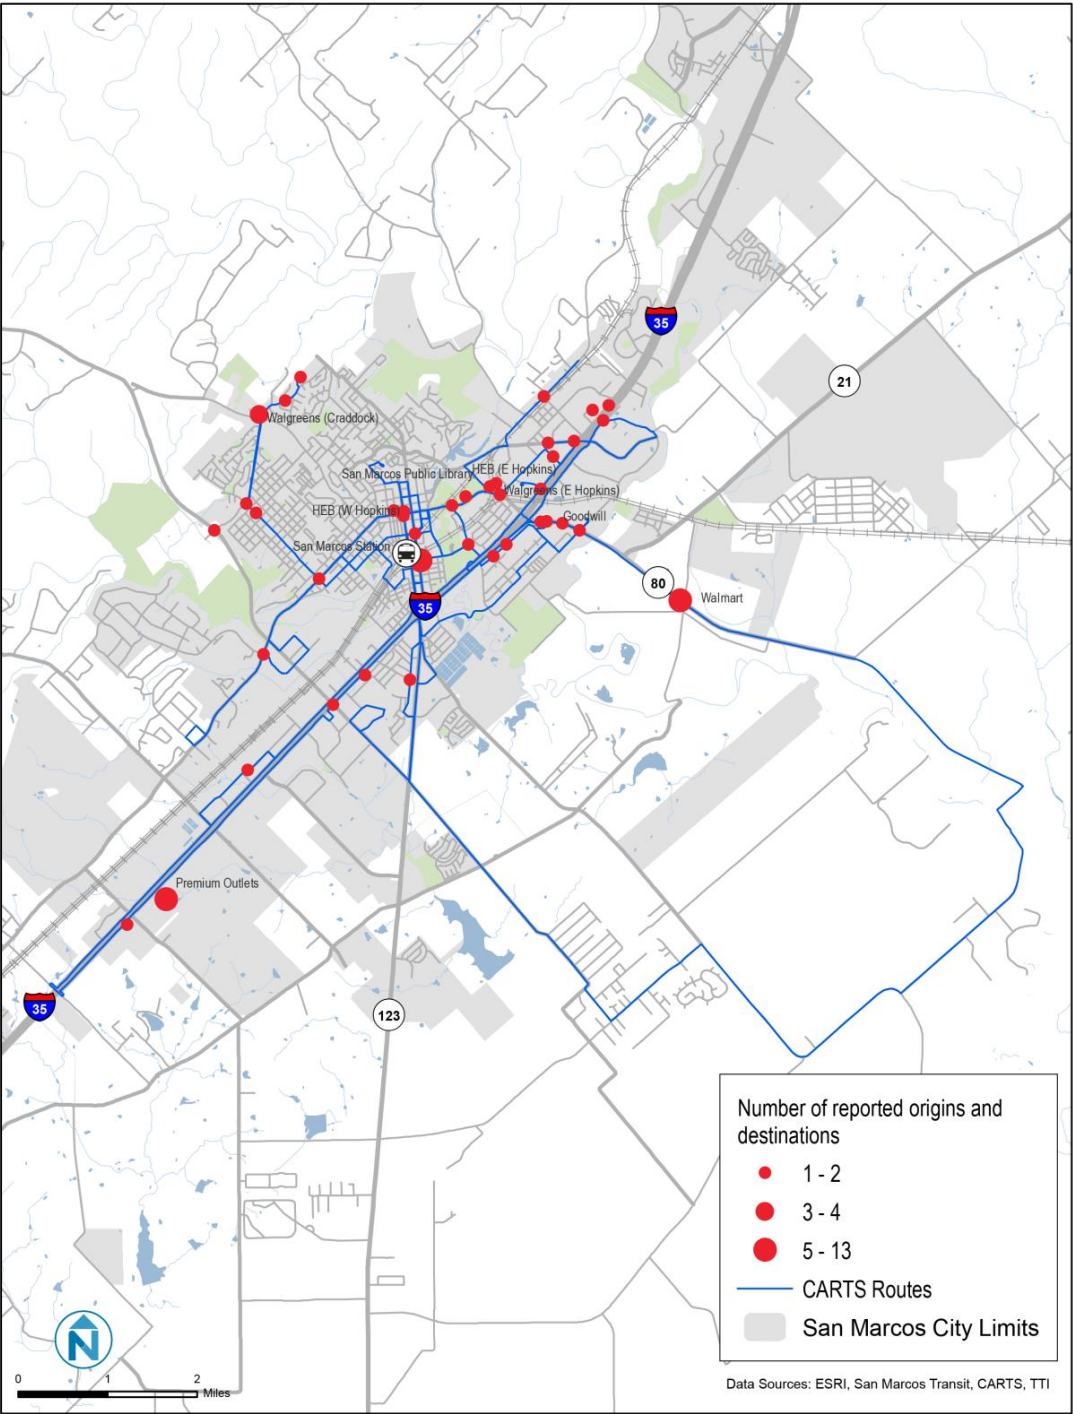 35
21
Walgreens (Craddock)
San Marcos Public Library
HEB (E Hopkins)
Walgreens (E Hopkins)
HEB (W Hopkins)
Goodwill
San Marcos Station
80
Walmart
35
Premium Outlets
35
123
Number of reported origins and
destinations
1 - 2
3 - 4
5 - 13
CARTS Routes
San Marcos City Limits
N
0 1 2
Miles
Data Sources: ESRI, San Marcos Transit, CARTS, TTI